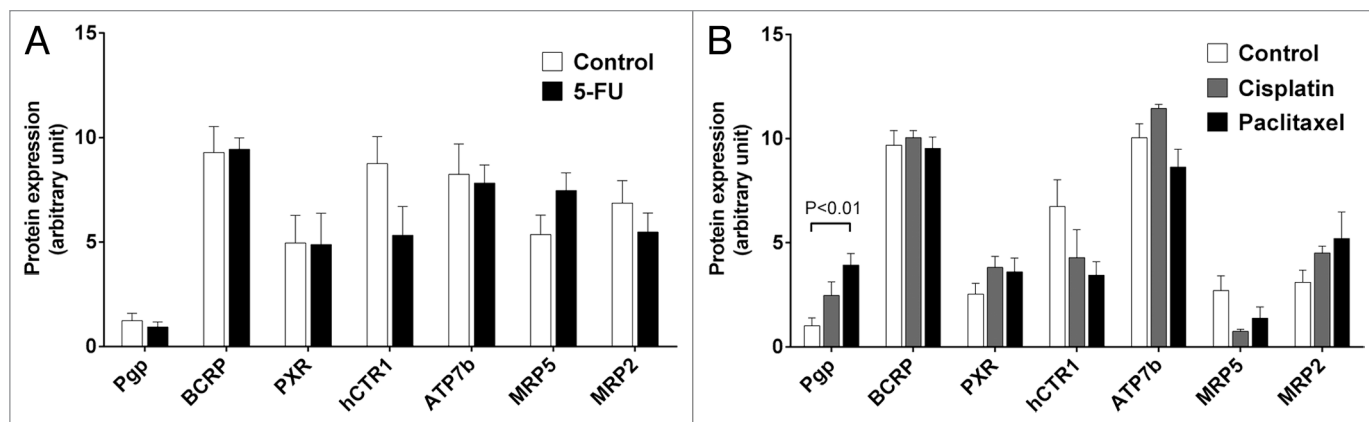 A
Protein expression
(arbitrary unit)
15
10
5
0
Control
5-FU
Pgp
BCRP
PXR
hCTR1
ATP7b
MRP5
MRP2
B
Protein expression
(arbitrary unit)
15
10
5
0
Control
Cisplatin
Paclitaxel
P<0.01
Pgp
BCRP
PXR
hCTR1
ATP7b
MRP5
MRP2